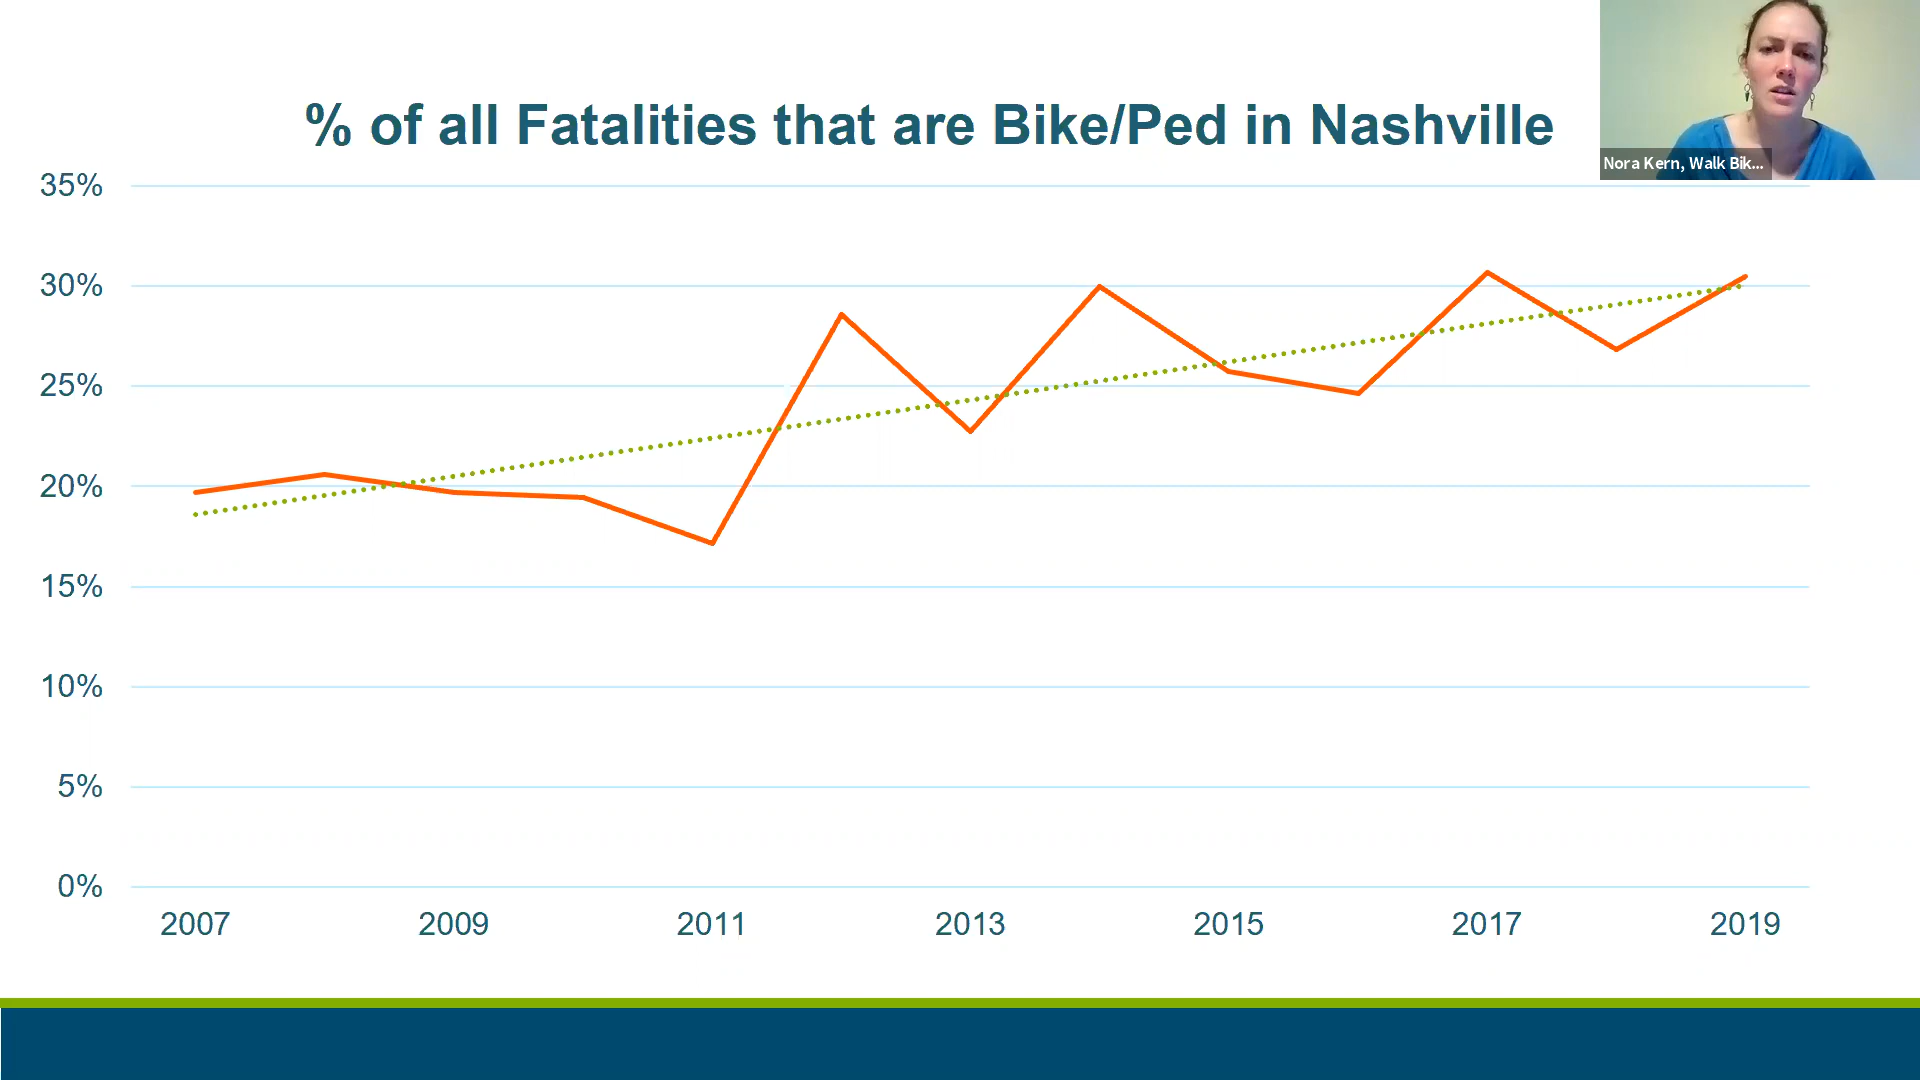 % of all Fatalities that are Bike/Ped in Nashville
Nora Kern, Walk Bik...
35%
30%
25%
20%
15%
10%
5%
0%
2007 2009 2011 2013 2015 2017 2019